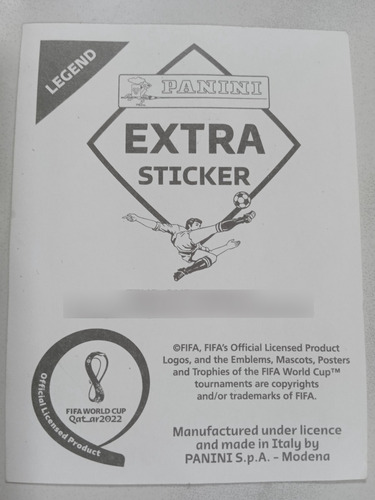 LEGEND
PANINI
EXTRA
STICKER
©FIFA, FIFA's Official Licensed Product
Logos, and the Emblems, Mascots, Posters
and Trophies of the FIFA World Cup™
tournaments are copyrights
and/or trademarks of FIFA.
FIFA WORLD CUP
Qat_ar2022
Official Licensed Product
Manufactured under licence
and made in Italy by
PANINI S.p.A. - Modena